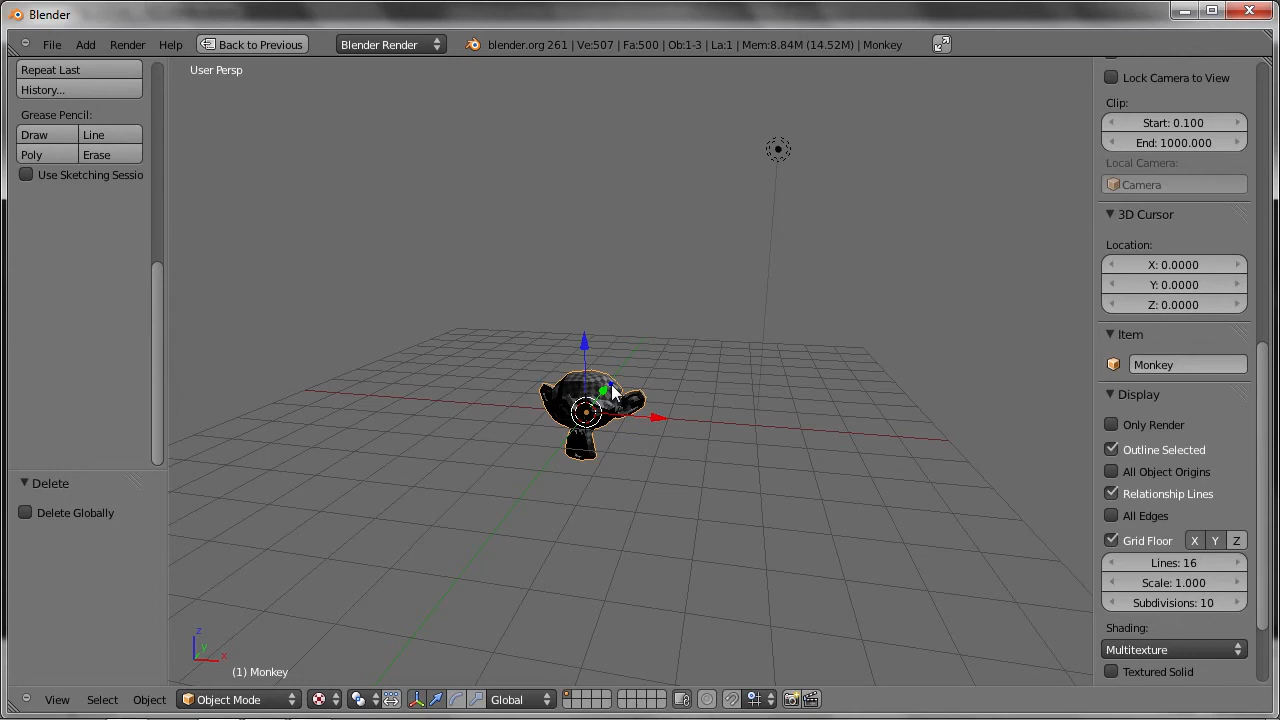 Blender
File Add Render Help Back to Previous Blender Render blender.org 261 | Ve:507 | Fa:500 | Ob:1-3 | La:1 | Mem:8.84M (14.52M) | Monkey
Repeat Last
History...
Grease Pencil:
Draw Line
Poly Erase
Use Sketching Sessio
Delete
Delete Globally
User Persp
z
y
x
(1) Monkey
Lock Camera to View
Clip:
Start: 0.100
End: 1000.000
Local Camera:
Camera
3D Cursor
Location:
X: 0.0000
Y: 0.0000
Z: 0.0000
Item
Monkey
Display
Only Render
Outline Selected
All Object Origins
Relationship Lines
All Edges
Grid Floor X Y Z
Lines: 16
Scale: 1.000
Subdivisions: 10
Shading:
Multitexture
Textured Solid
View Select Object Object Mode Global